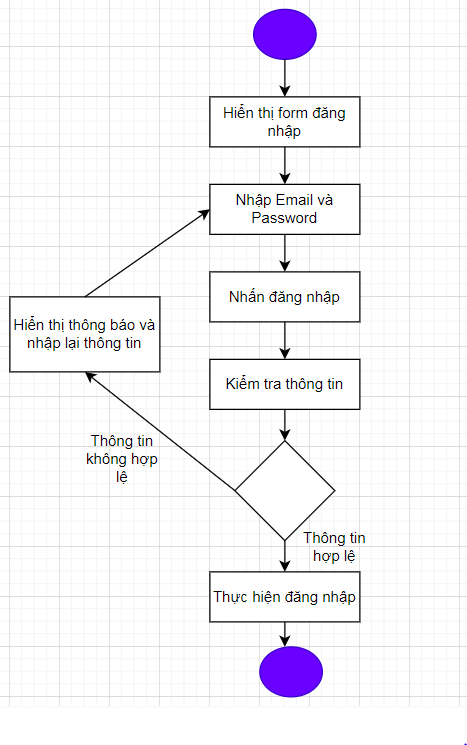 Hiển thị form đăng
nhập
Nhập Email và
Password
Nhấn đăng nhập
Hiển thị thông báo và
nhập lại thông tin
Kiểm tra thông tin
Thông tin
không hợp
lệ
Thông tin
hợp lệ
Thực hiện đăng nhập